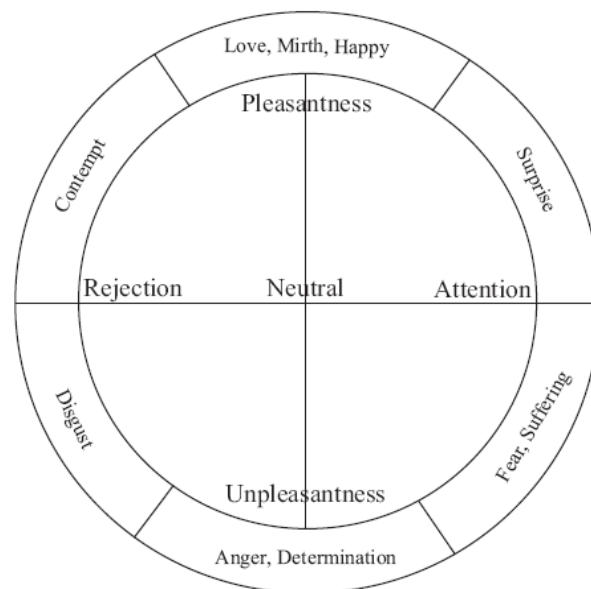 Love, Mirth, Happy
Pleasantness
Contempt
Surprise
Rejection
Neutral
Attention
Disgust
Fear, Suffering
Unpleasantness
Anger, Determination